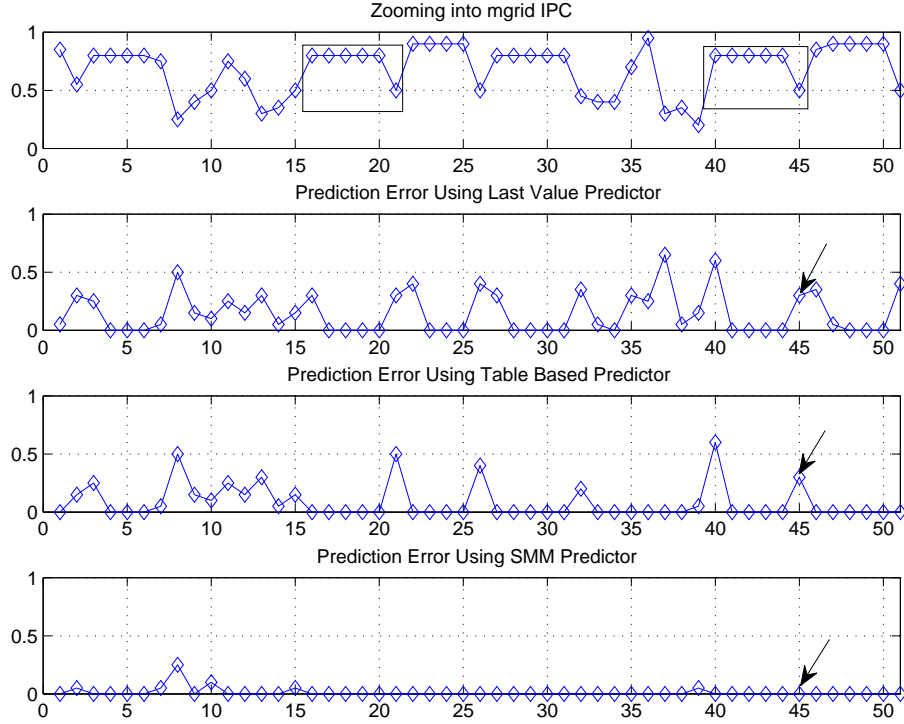 Zooming into mgrid IPC
1
0.5
0
0 5 10 15 20 25 30 35 40 45 50
Prediction Error Using Last Value Predictor
1
0.5
0
0 5 10 15 20 25 30 35 40 45 50
Prediction Error Using Table Based Predictor
1
0.5
0
0 5 10 15 20 25 30 35 40 45 50
Prediction Error Using SMM Predictor
1
0.5
0
0 5 10 15 20 25 30 35 40 45 50